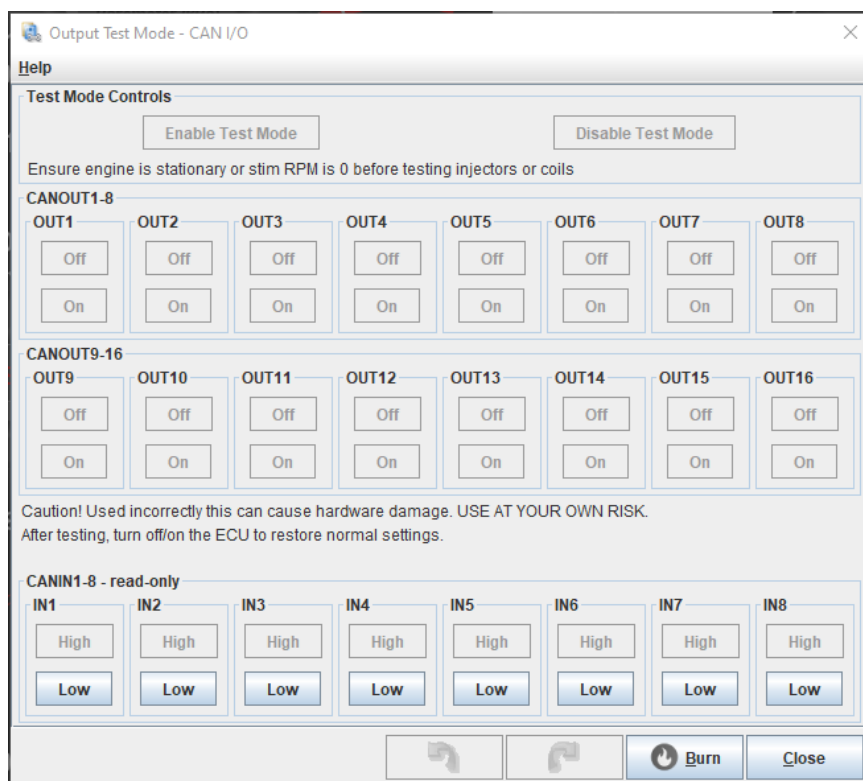 Output Test Mode - CAN I/O
Help
Test Mode Controls
Enable Test Mode Disable Test Mode
Ensure engine is stationary or stim RPM is 0 before testing injectors or coils
CANOUT1-8
OUT1 OUT2 OUT3 OUT4 OUT5 OUT6 OUT7 OUT8
Off Off Off Off Off Off Off Off
On On On On On On On On
CANOUT9-16
OUT9 OUT10 OUT11 OUT12 OUT13 OUT14 OUT15 OUT16
Off Off Off Off Off Off Off Off
On On On On On On On On
Caution! Used incorrectly this can cause hardware damage. USE AT YOUR OWN RISK.
After testing, turn off/on the ECU to restore normal settings.
CANIN1-8 - read-only
IN1 IN2 IN3 IN4 IN5 IN6 IN7 IN8
High High High High High High High High
Low Low Low Low Low Low Low Low
Burn Close